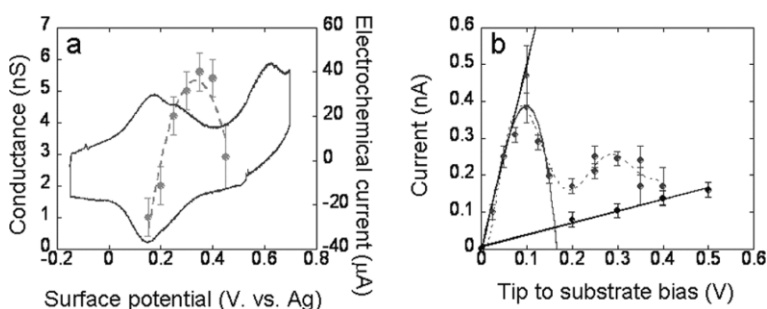 a
7
6
5
4
3
2
1
0
Conductance (nS)
60
40
20
0
-20
-40
Electrochemical current (μA)
-0.2 0 0.2 0.4 0.6 0.8
Surface potential (V. vs. Ag)
b
0.6
0.5
0.4
0.3
0.2
0.1
0
Current (nA)
0 0.1 0.2 0.3 0.4 0.5 0.6
Tip to substrate bias (V)